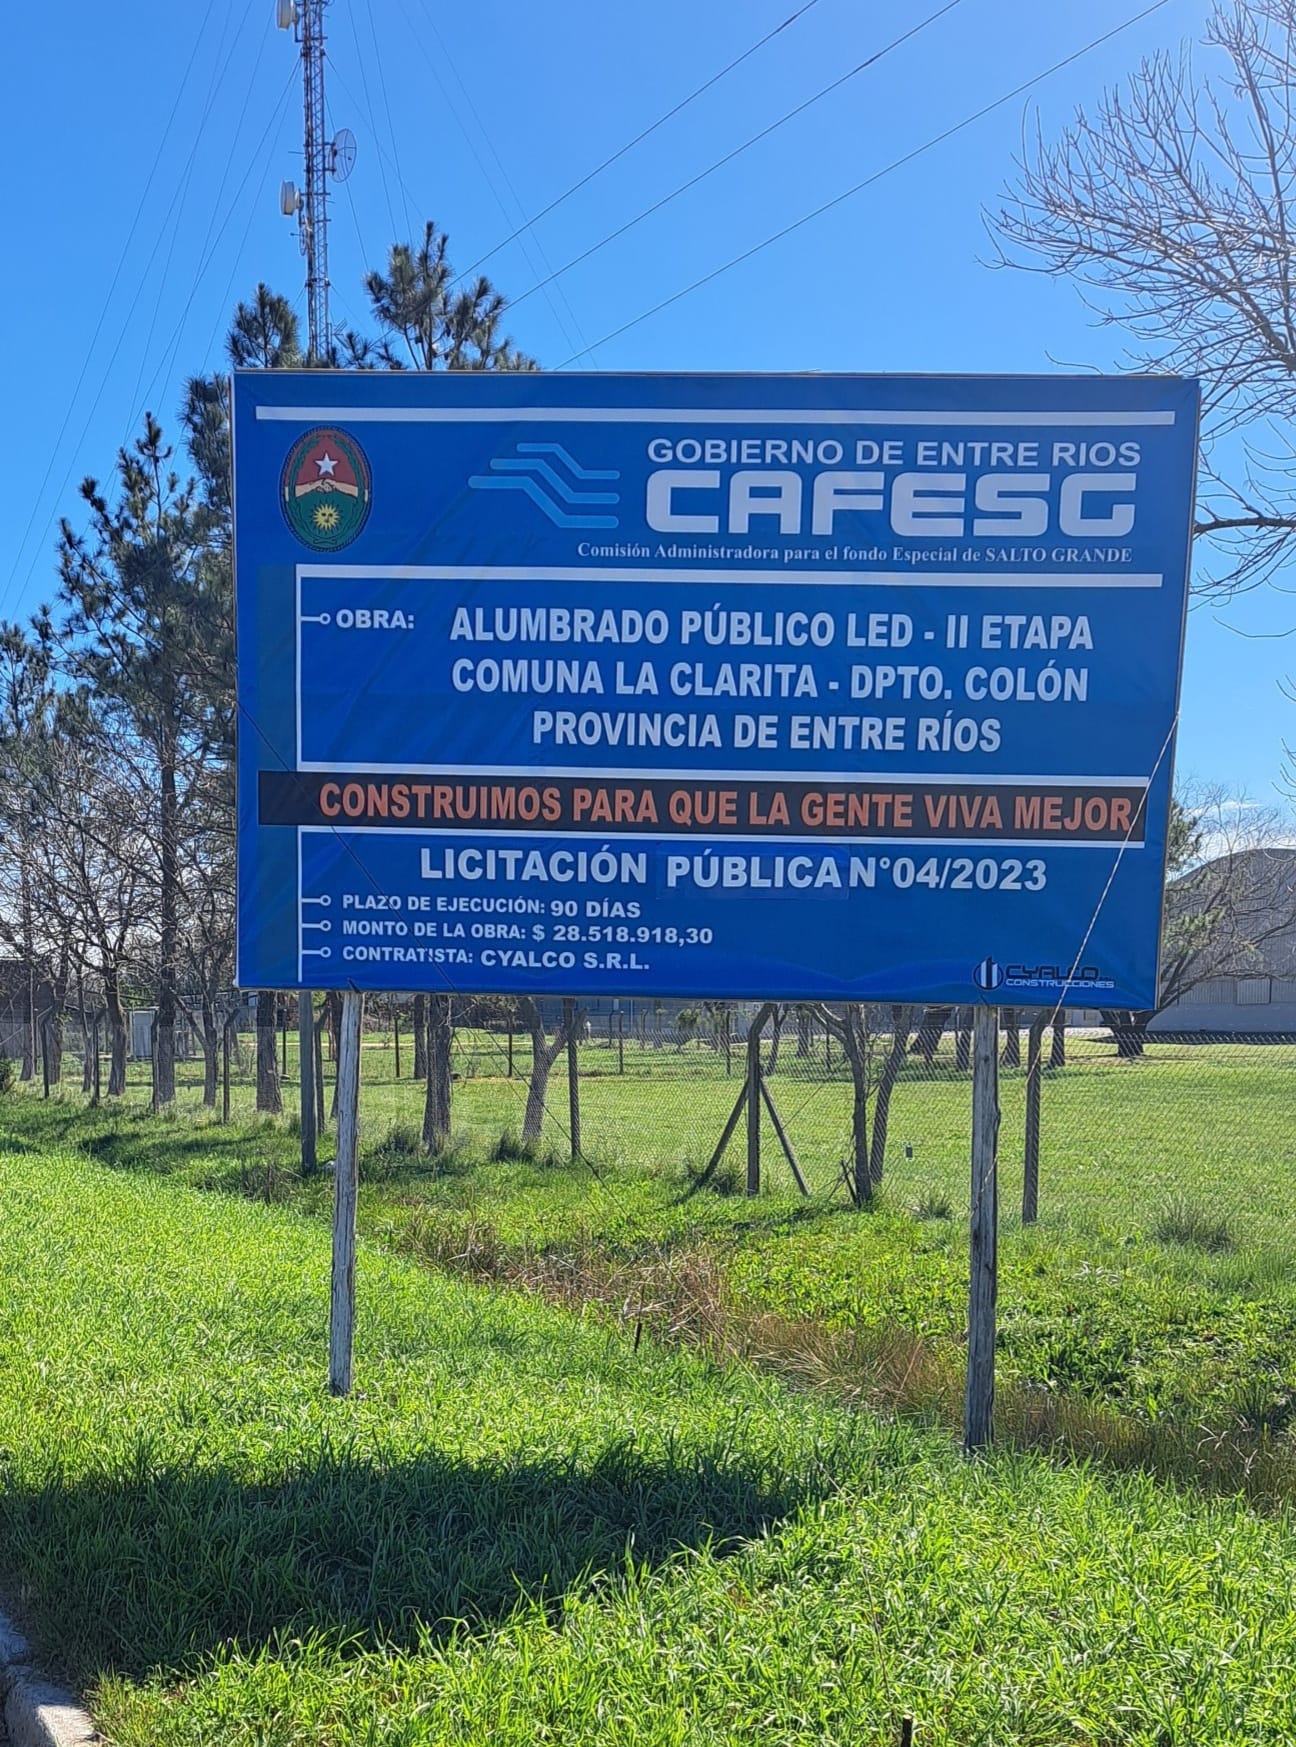 GOBIERNO DE ENTRE RIOS
CAFESG
Comisión Administradora para el fondo Especial de SALTO GRANDE
OBRA: ALUMBRADO PÚBLICO LED - II ETAPA
COMUNA LA CLARITA - DPTO. COLÓN
PROVINCIA DE ENTRE RÍOS
CONSTRUIMOS PARA QUE LA GENTE VIVA MEJOR
LICITACIÓN PÚBLICA N°04/2023
PLAZO DE EJECUCIÓN: 90 DÍAS
MONTO DE LA OBRA: $ 28.518.918,30
CONTRATISTA: CYALCO S.R.L.
CYALCO
CONSTRUCCIONES